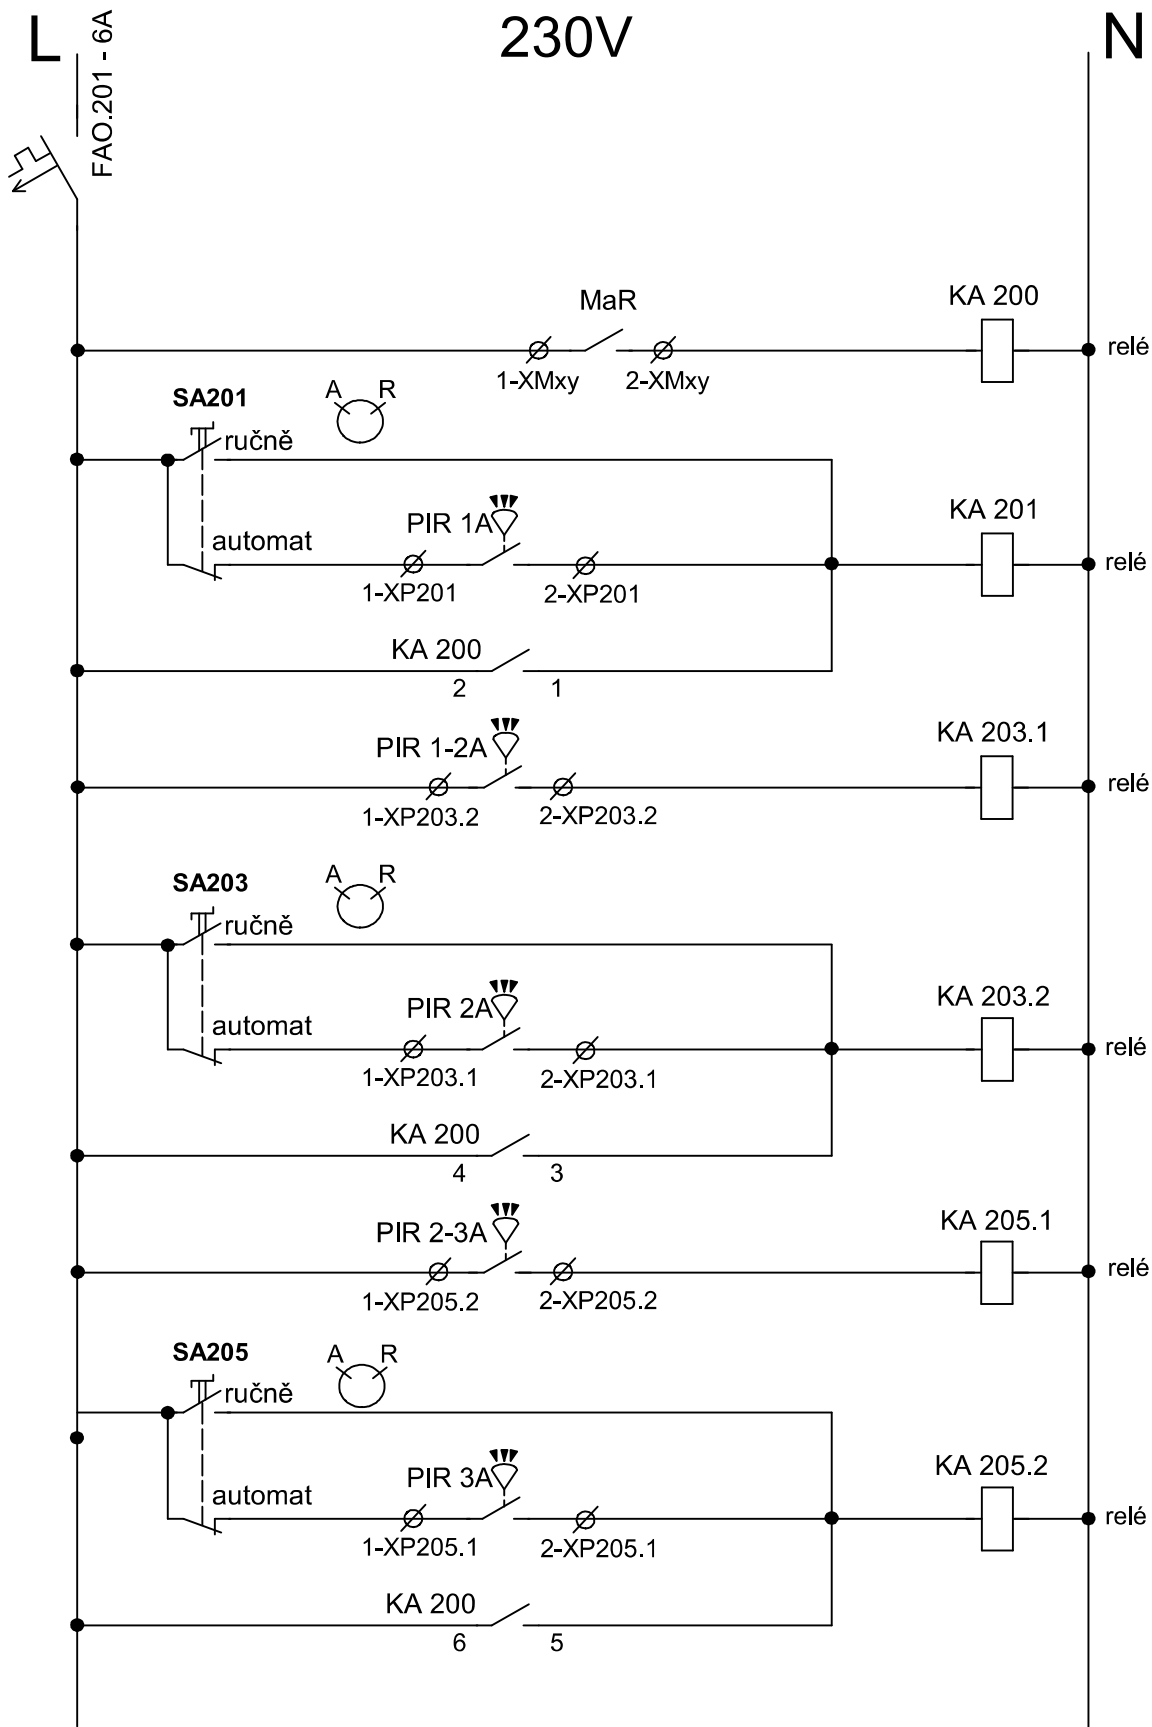 L
230V
N
FAO.201 - 6A
MaR
KA 200
relé
1-XMxy
2-XMxy
SA201
A
R
ručně
PIR 1A
KA 201
automat
relé
1-XP201
2-XP201
KA 200
2
1
PIR 1-2A
KA 203.1
relé
1-XP203.2
2-XP203.2
SA203
A
R
ručně
PIR 2A
KA 203.2
automat
relé
1-XP203.1
2-XP203.1
KA 200
4
3
PIR 2-3A
KA 205.1
relé
1-XP205.2
2-XP205.2
SA205
A
R
ručně
PIR 3A
KA 205.2
automat
relé
1-XP205.1
2-XP205.1
KA 200
6
5